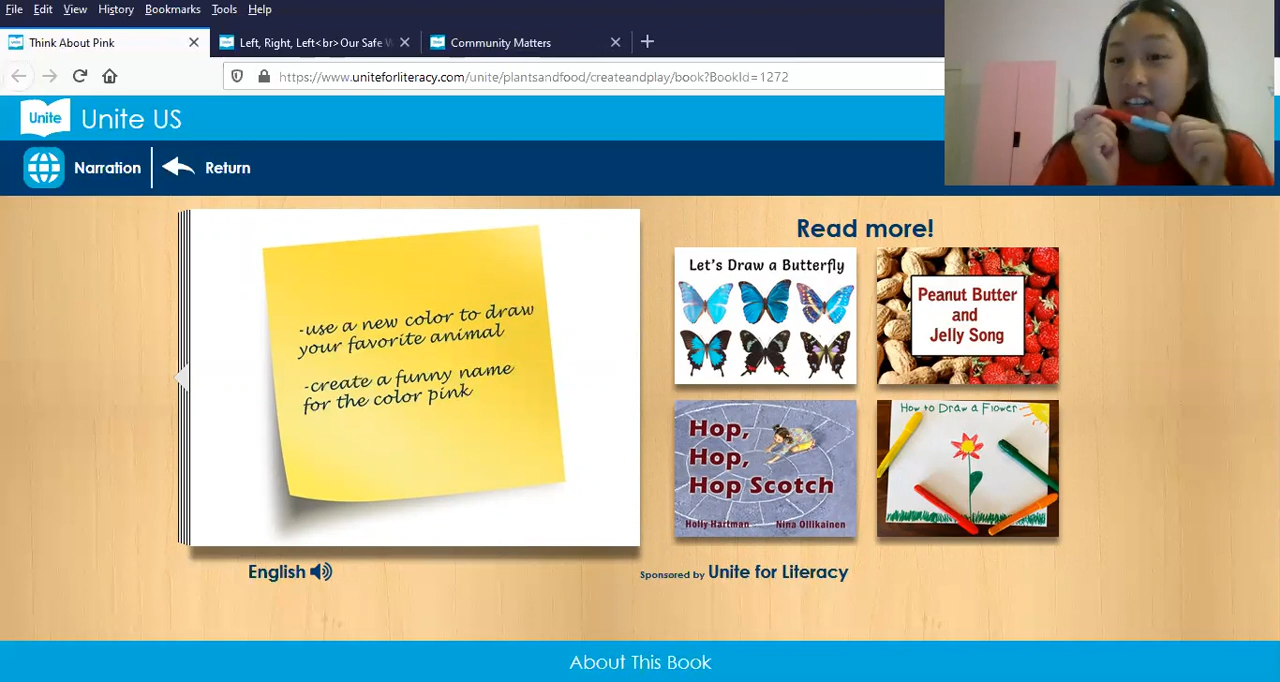 File Edit View History Bookmarks Tools Help
Think About Pink
Left, Right, Left<br>Our Safe W
Community Matters
https://www.uniteforliteracy.com/unite/plantsandfood/createandplay/book?BookId=1272
Unite Unite US
Narration Return
-use a new color to draw
your favorite animal
-create a funny name
for the color pink
Read more!
Let's Draw a Butterfly
Peanut Butter
and
Jelly Song
Hop,
Hop,
Hop Scotch
Holly Hartman Nina Ollikainen
How to Draw a Flower
English
Sponsored by Unite for Literacy
About This Book